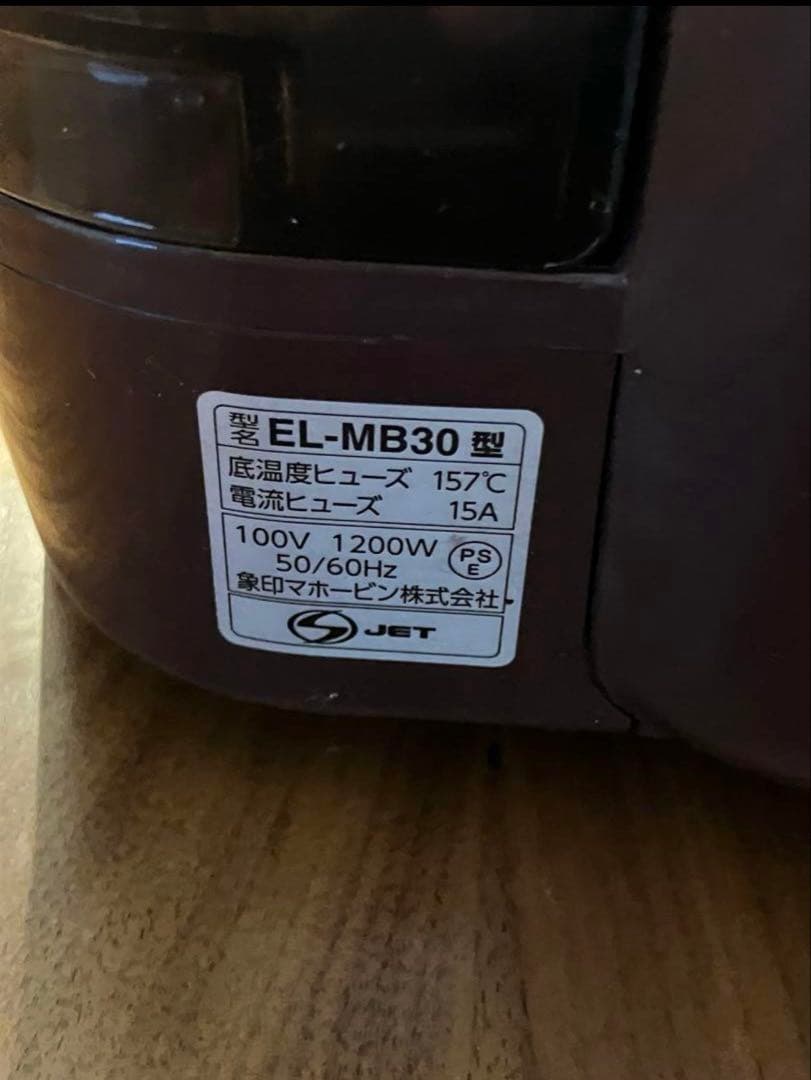 型名 EL-MB30 型
底温度ヒューズ 157℃
電流ヒューズ 15A
100V 1200W
50/60Hz
PSE
象印マホービン株式会社
JET